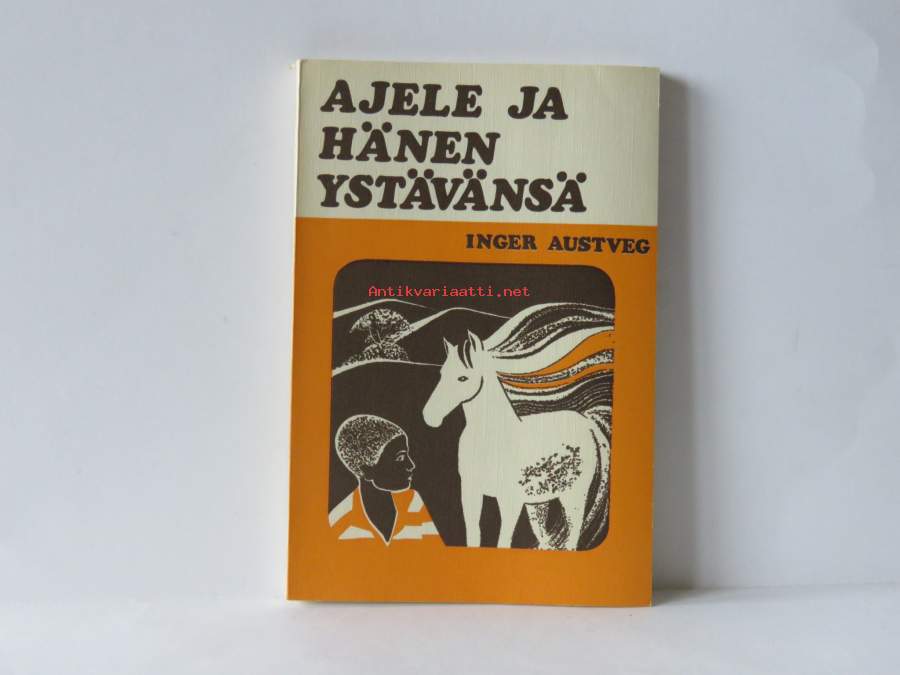 AJELE JA
HÄNEN
YSTÄVÄNSÄ
INGER AUSTVEG
Antikvariaatti.net